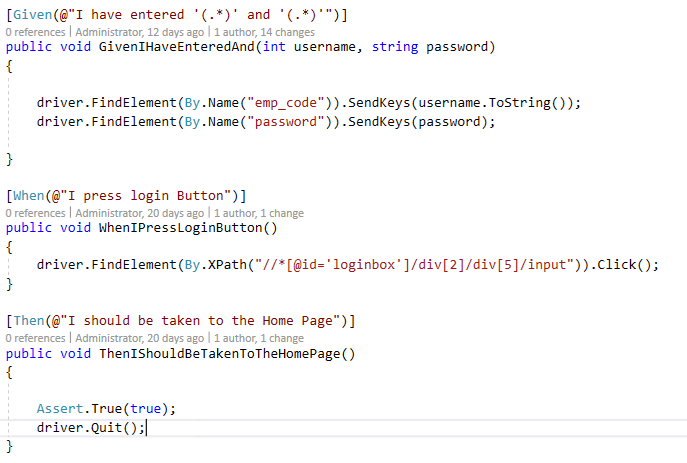 [Given(@"I have entered '(.*)' and '(.*)'")]
0 references | Administrator, 12 days ago | 1 author, 14 changes
public void GivenIHaveEnteredAnd(int username, string password)
{
driver.FindElement(By.Name("emp_code")).SendKeys(username.ToString());
driver.FindElement(By.Name("password")).SendKeys(password);
}
[When(@"I press login Button")]
0 references | Administrator, 20 days ago | 1 author, 1 change
public void WhenIPressLoginButton()
{
driver.FindElement(By.XPath("//*[@id='loginbox']/div[2]/div[5]/input")).Click();
}
[Then(@"I should be taken to the Home Page")]
0 references | Administrator, 20 days ago | 1 author, 1 change
public void ThenIShouldBeTakenToTheHomePage()
{
Assert.True(true);
driver.Quit();
}